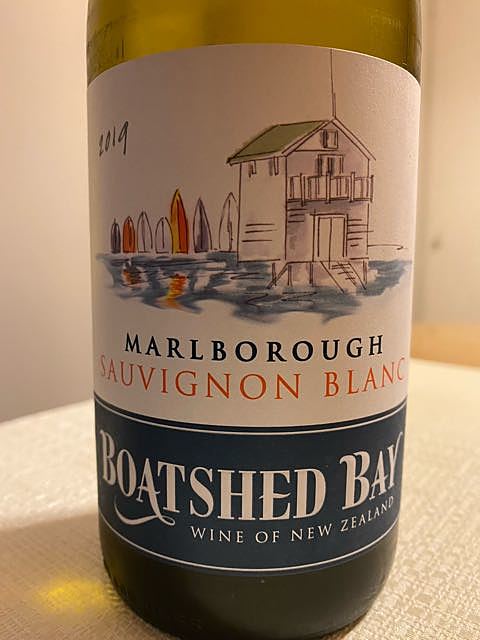 2019
MARLBOROUGH
SAUVIGNON BLANC
BOATSHED BAY
WINE OF NEW ZEALAND